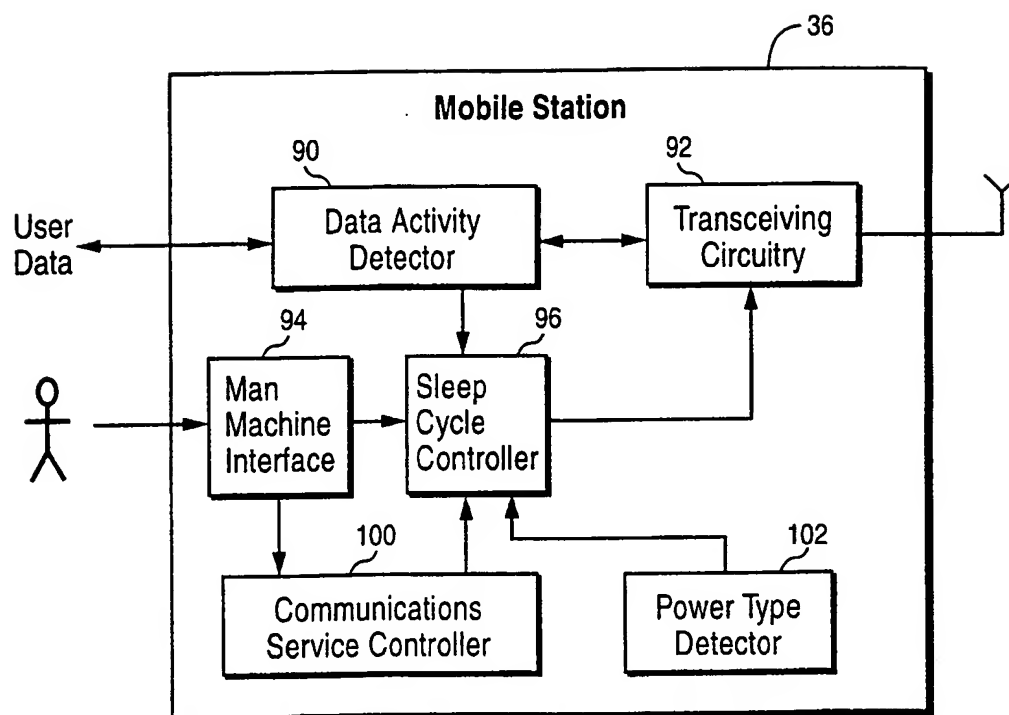 36
Mobile Station
90
92
User
Data
Data Activity
Detector
Transceiving
Circuitry
94
96
Man
Machine
Interface
Sleep
Cycle
Controller
100
102
Communications
Service Controller
Power Type
Detector